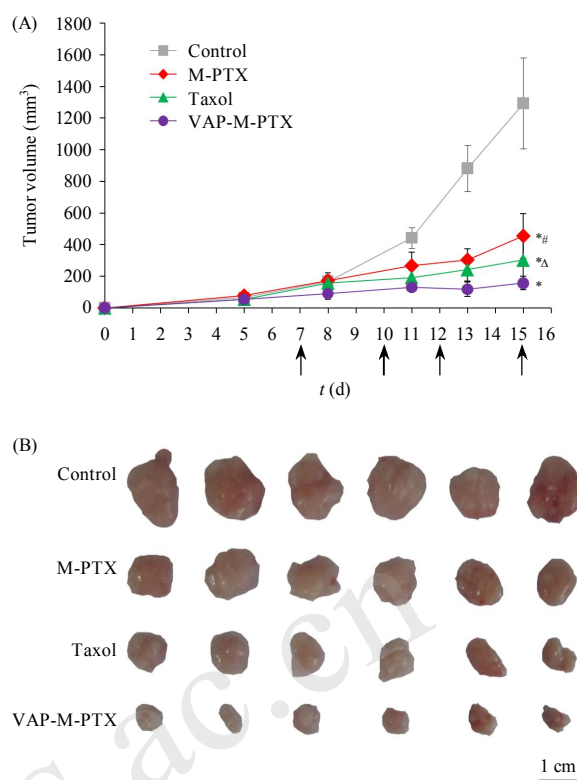 (A)
1800
1600
1400
1200
1000
800
600
400
200
0
Tumor volume (mm³)
Control
M-PTX
Taxol
VAP-M-PTX
*#
*Δ
*
0 1 2 3 4 5 6 7 8 9 10 11 12 13 14 15 16
t (d)
(B)
Control
M-PTX
Taxol
VAP-M-PTX
1 cm
s.ac.cn